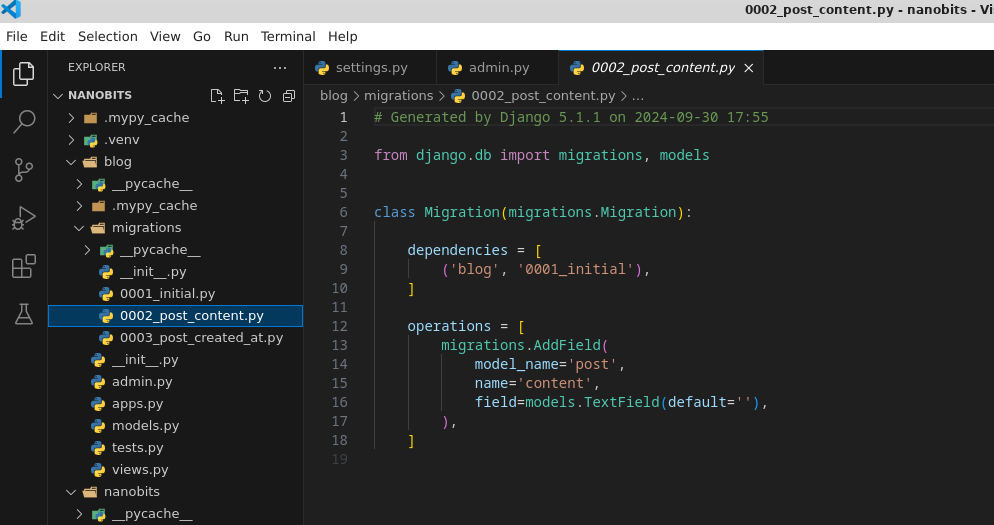 0002_post_content.py - nanobits - Vi
File Edit Selection View Go Run Terminal Help
EXPLORER ···
NANOBITS
.mypy_cache
.venv
blog
__pycache__
.mypy_cache
migrations
__pycache__
__init__.py
0001_initial.py
0002_post_content.py
0003_post_created_at.py
__init__.py
admin.py
apps.py
models.py
tests.py
views.py
nanobits
__pycache__
settings.py admin.py 0002_post_content.py ×
blog > migrations > 0002_post_content.py > ...
1 # Generated by Django 5.1.1 on 2024-09-30 17:55
2
3 from django.db import migrations, models
4
5
6 class Migration(migrations.Migration):
7
8     dependencies = [
9         ('blog', '0001_initial'),
10     ]
11
12     operations = [
13         migrations.AddField(
14             model_name='post',
15             name='content',
16             field=models.TextField(default=''),
17         ),
18     ]
19